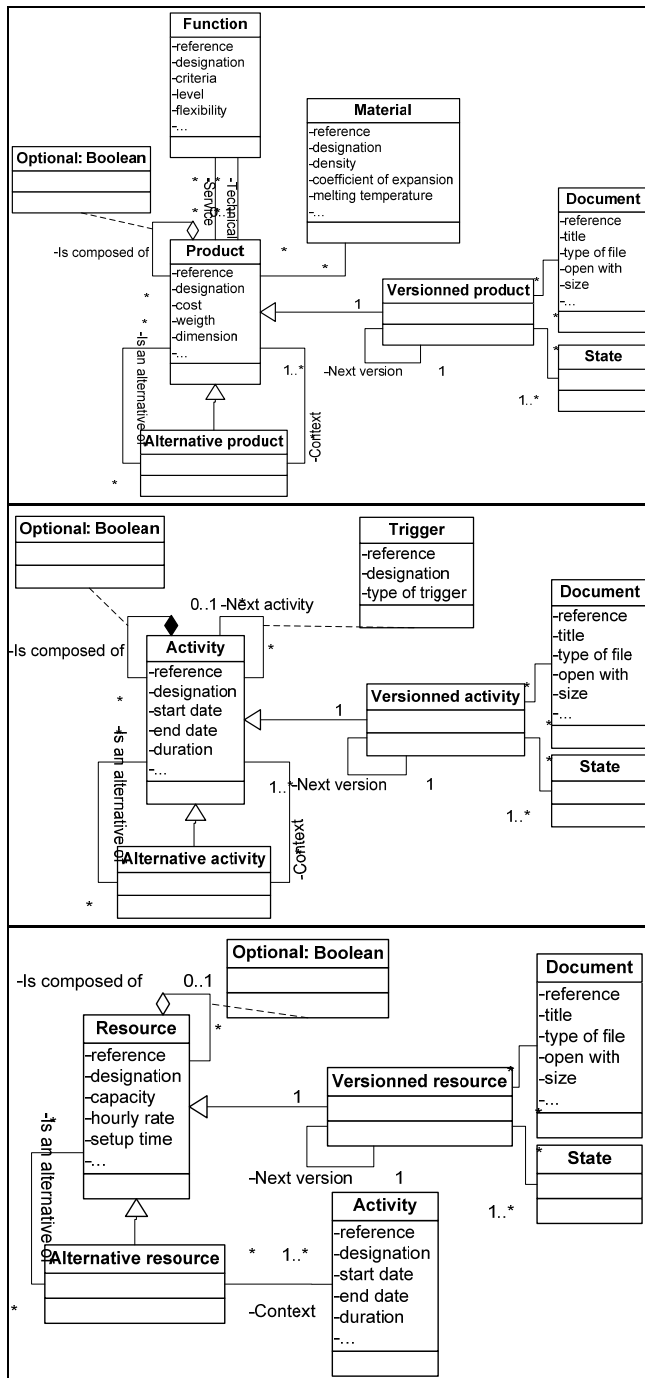 Function
-reference
-designation
-criteria
-level
-flexibility
-...
Material
-reference
-designation
-density
-coefficient of expansion
-melting temperature
-...
Optional: Boolean
* *
-Service
-Technical
* 0..1
-Is composed of
*
Product
-reference
-designation
-cost
-weigth
-dimension
-...
*
*
*
-Is an alternative of
1..*
-Context
Alternative product
*
1
Versionned product
-Next version
1
Document
-reference
-title
-type of file
-open with
-size
-...
*
*
*
State
1..*
Optional: Boolean
Trigger
-reference
-designation
-type of trigger
0..1
-Next activity
*
*
-Is composed of
*
Activity
-reference
-designation
-start date
-end date
-duration
-...
-Is an alternative of
1..*
-Context
Alternative activity
*
1
Versionned activity
-Next version
1
Document
-reference
-title
-type of file
-open with
-size
-...
*
*
*
State
1..*
Optional: Boolean
-Is composed of
0..1
*
Resource
-reference
-designation
-capacity
-hourly rate
-setup time
-...
*
-Is an alternative of
Alternative resource
*
1
Versionned resource
-Next version
1
Document
-reference
-title
-type of file
-open with
-size
-...
*
*
*
State
1..*
Activity
-reference
-designation
-start date
-end date
-duration
-...
*
1..*
-Context